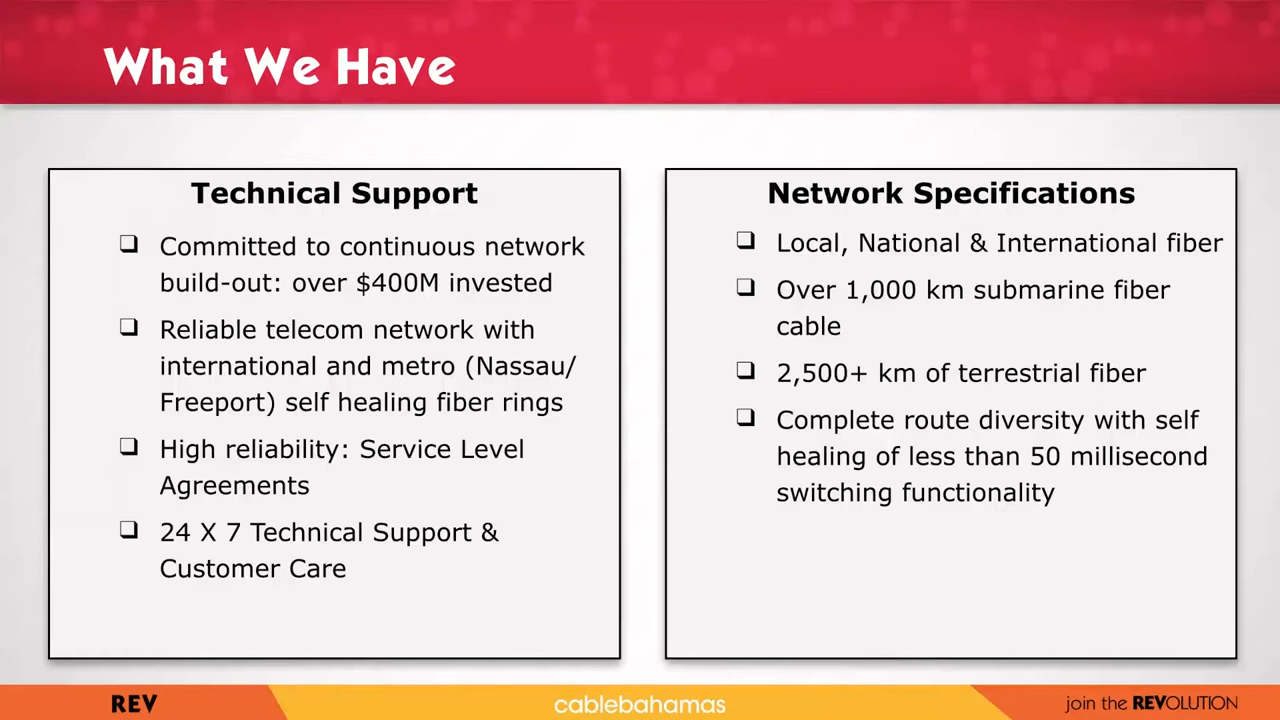 What We Have
Technical Support
❑ Committed to continuous network
build-out: over $400M invested
❑ Reliable telecom network with
international and metro (Nassau/
Freeport) self healing fiber rings
❑ High reliability: Service Level
Agreements
❑ 24 X 7 Technical Support &
Customer Care
Network Specifications
❑ Local, National & International fiber
❑ Over 1,000 km submarine fiber
cable
❑ 2,500+ km of terrestrial fiber
❑ Complete route diversity with self
healing of less than 50 millisecond
switching functionality
REV
cablebahamas
join the REVOLUTION